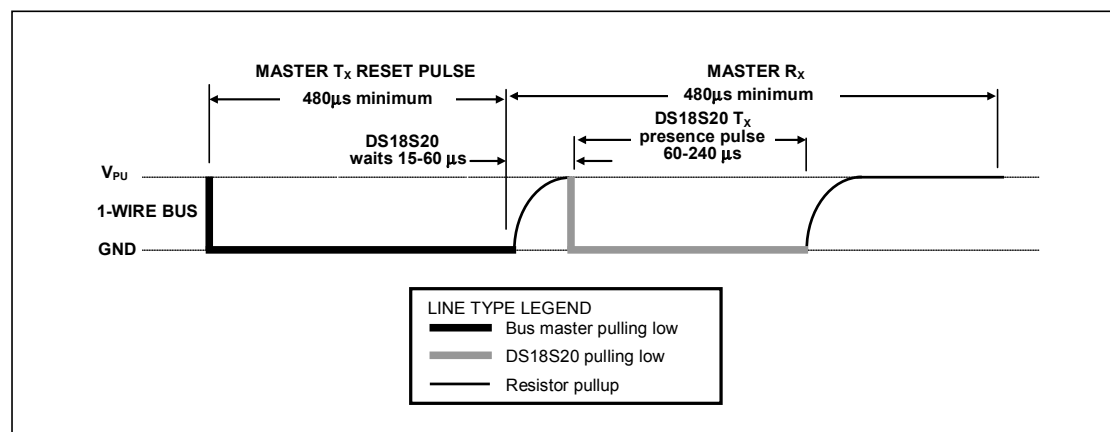 MASTER TX RESET PULSE
480μs minimum
MASTER RX
480μs minimum
DS18S20
waits 15-60 μs
DS18S20 TX
presence pulse
60-240 μs
VPU
1-WIRE BUS
GND
LINE TYPE LEGEND
Bus master pulling low
DS18S20 pulling low
Resistor pullup